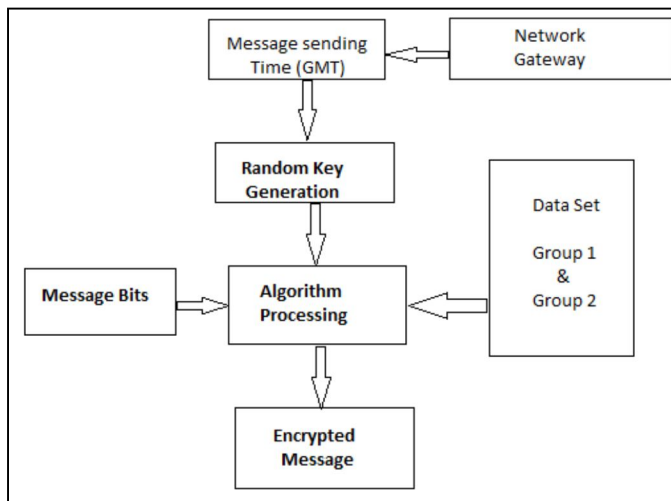 Message sending
Time (GMT)
Network
Gateway
Random Key
Generation
Data Set
Group 1
&
Group 2
Message Bits
Algorithm
Processing
Encrypted
Message